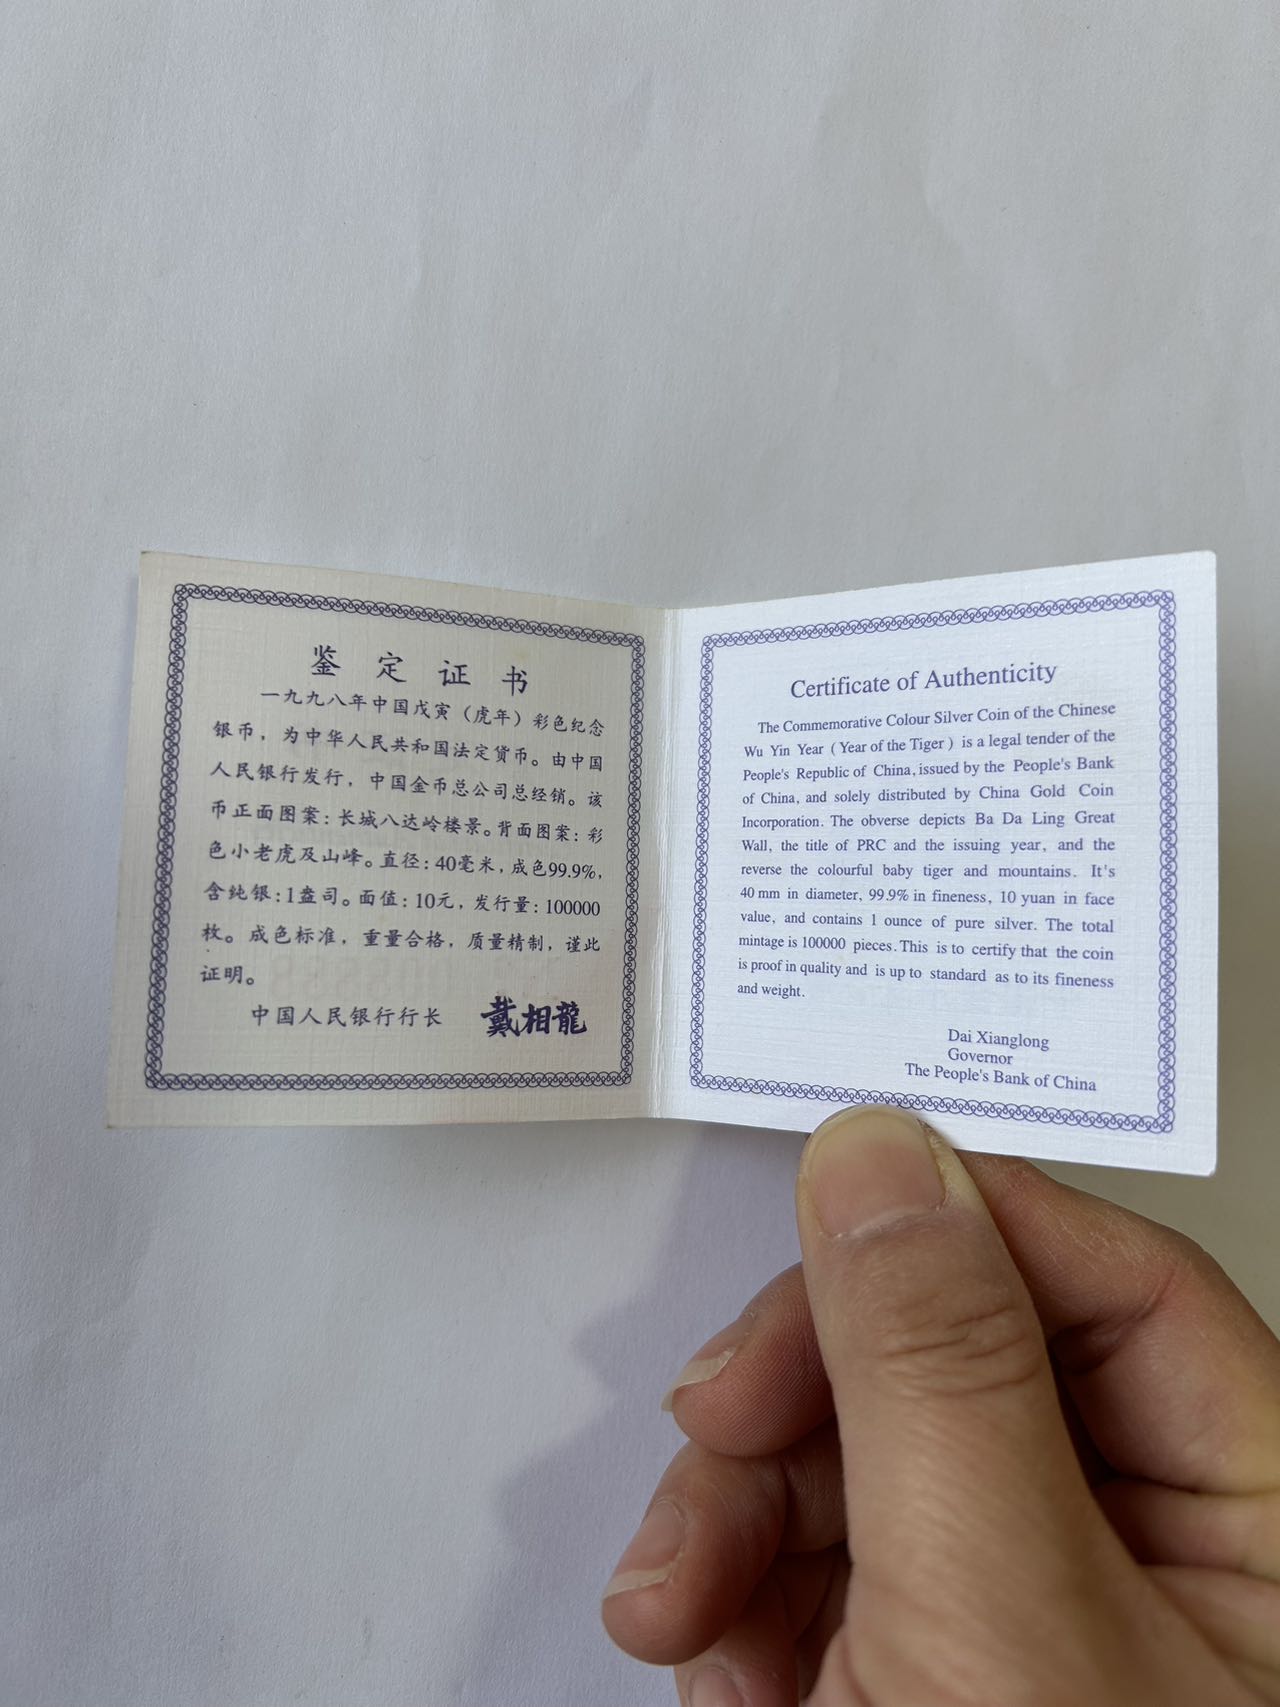 鉴定证书
一九九八年中国戊寅（虎年）彩色纪念
银币，为中华人民共和国法定货币。由中国
人民银行发行，中国金币总公司总经销。该
币正面图案：长城八达岭楼景。背面图案：彩
色小老虎及山峰。直径：40毫米，成色99.9%，
含纯银：1盎司。面值：10元，发行量：100000
枚。成色标准，重量合格，质量精制，谨此
证明。
中国人民银行行长 戴相龍
Certificate of Authenticity
The Commemorative Colour Silver Coin of the Chinese
Wu Yin Year (Year of the Tiger) is a legal tender of the
People's Republic of China, issued by the People's Bank
of China, and solely distributed by China Gold Coin
Incorporation. The obverse depicts Ba Da Ling Great
Wall, the title of PRC and the issuing year, and the
reverse the colourful baby tiger and mountains. It's
40 mm in diameter, 99.9% in fineness, 10 yuan in face
value, and contains 1 ounce of pure silver. The total
mintage is 100000 pieces. This is to certify that the coin
is proof in quality and is up to standard as to its fineness
and weight.
Dai Xianglong
Governor
The People's Bank of China